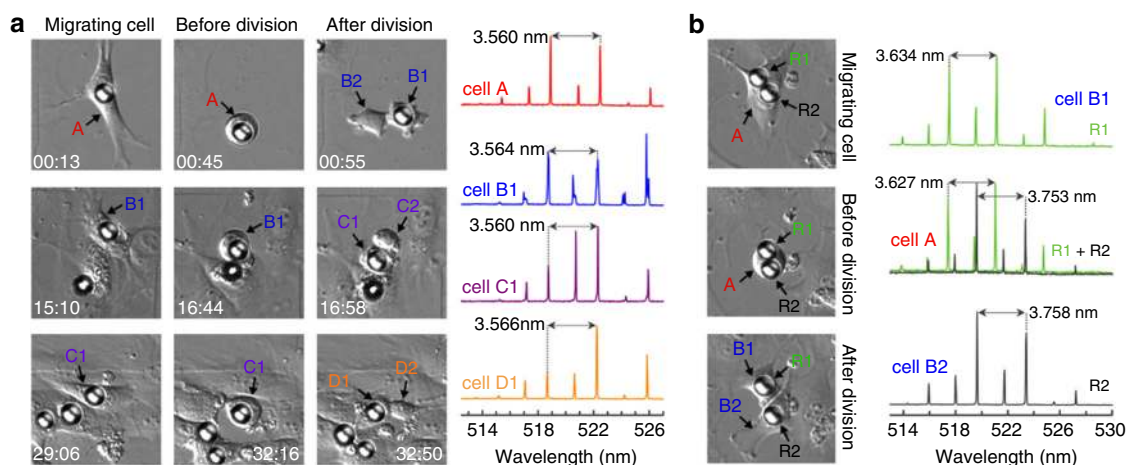 a
Migrating cell Before division After division
A
00:13
A
00:45
B2 B1
00:55
B1
15:10
B1
16:44
C1 C2
16:58
C1
29:06
C1
32:16
D1 D2
32:50
3.560 nm
cell A
3.564 nm
cell B1
3.560 nm
cell C1
3.566nm
cell D1
514 518 522 526
Wavelength (nm)
b
R1
R2
A
Migrating cell
R1
A
R2
Before division
B1 R1
B2
R2
After division
3.634 nm
cell B1
R1
3.627 nm
3.753 nm
cell A
R1 + R2
3.758 nm
cell B2
R2
514 518 522 526 530
Wavelength (nm)